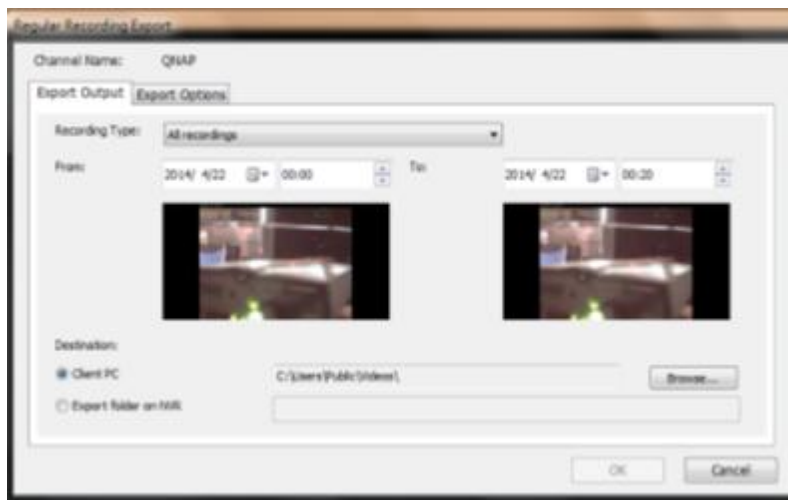 Regular Recording Export
Channel Name: QNAP
Export Output Export Options
Recording Type: All recordings
From: 2014/ 4/22 00:00 To: 2014/ 4/22 00:20
Destination:
Client PC C:\Users\Public\Videos\ Browse...
Export folder on NVR
OK Cancel